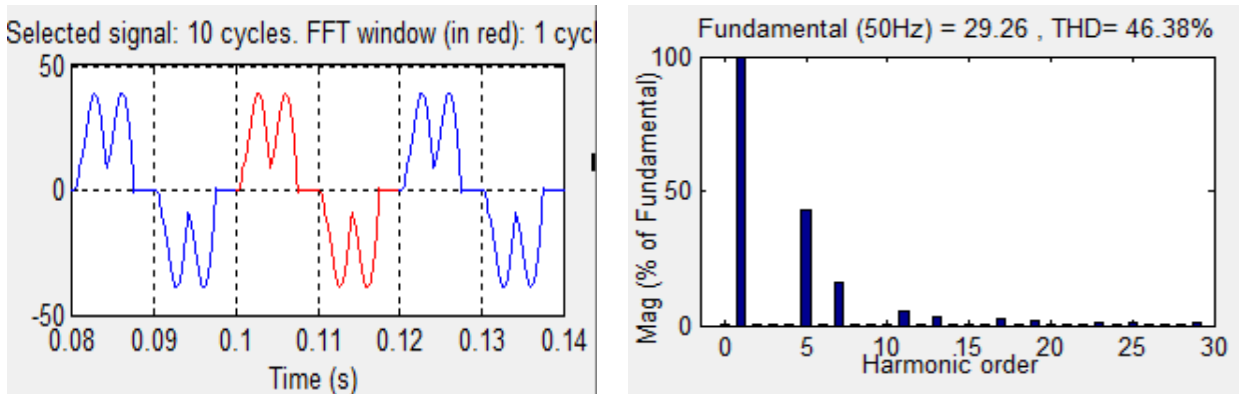 Selected signal: 10 cycles. FFT window (in red): 1 cycl
50
0
-50
0.08 0.09 0.1 0.11 0.12 0.13 0.14
Time (s)
Fundamental (50Hz) = 29.26 , THD= 46.38%
Mag (% of Fundamental)
100
50
0
0 5 10 15 20 25 30
Harmonic order